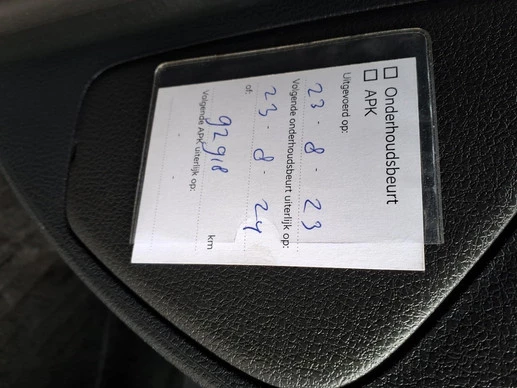 ☐ Onderhoudsbeurt
☐ APK
Uitgevoerd op:
23 - 8 - 23
Volgende onderhoudsbeurt uiterlijk op:
23 - 8 - 24
of:
92918 km
Volgende APK uiterlijk op:
-